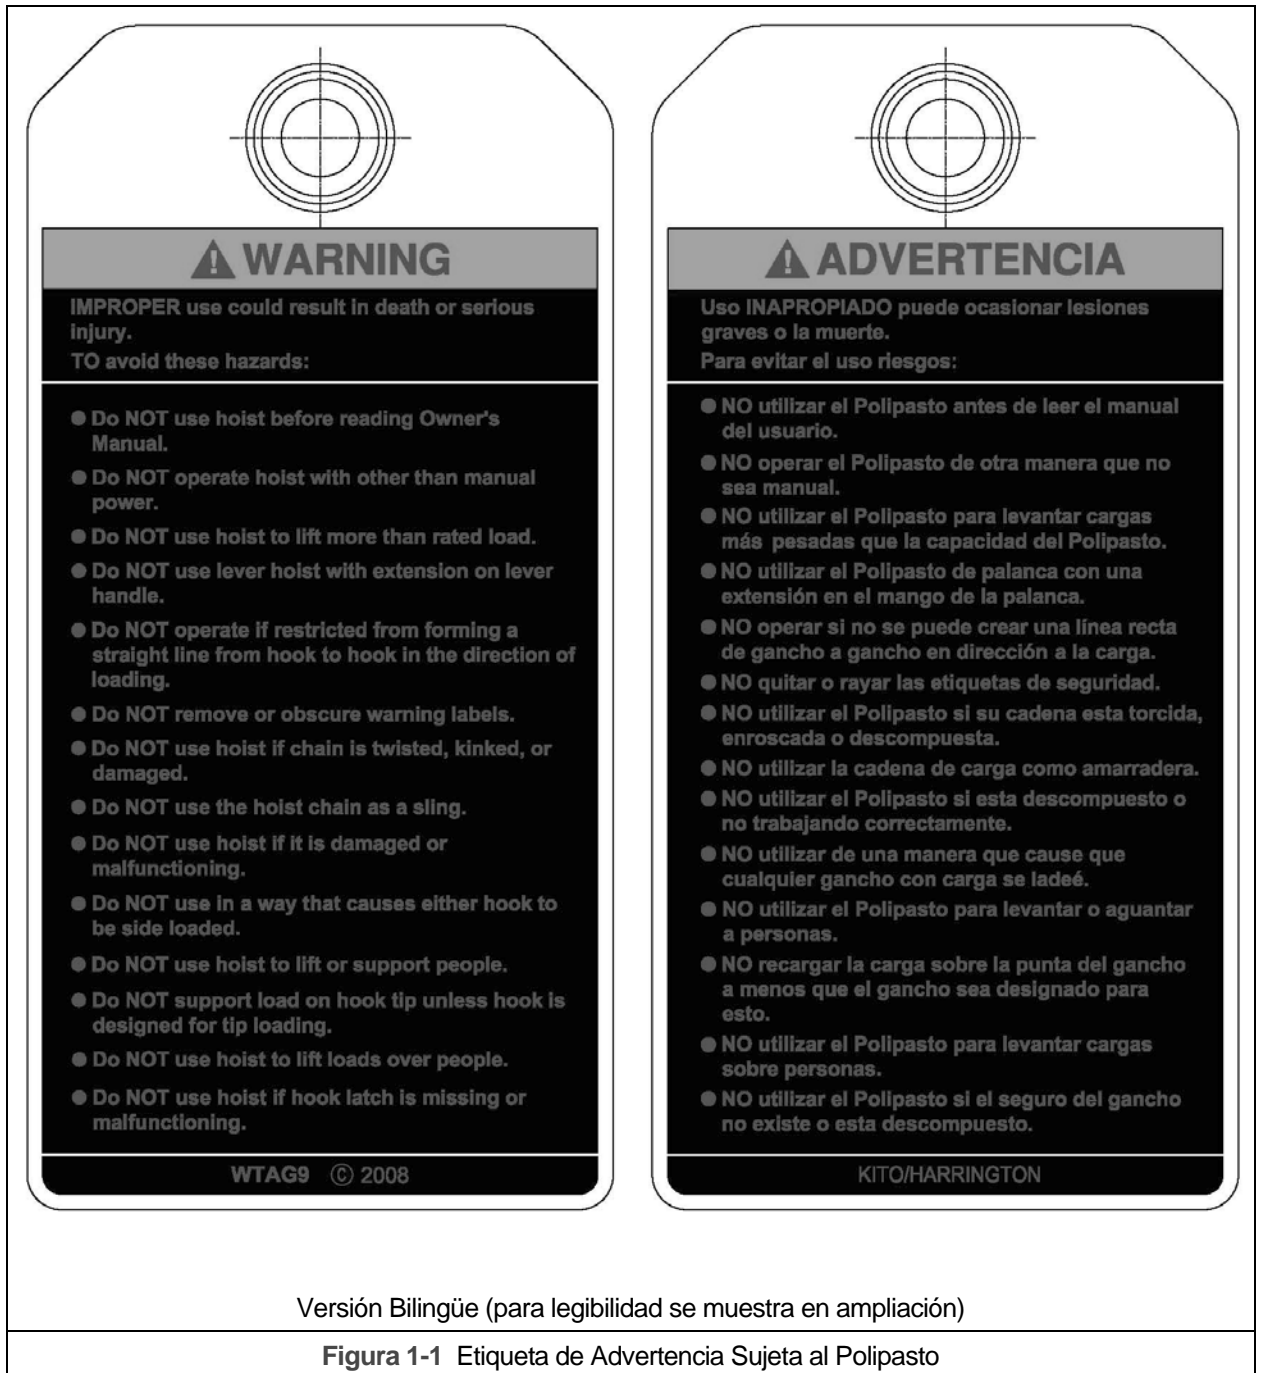 WARNING
IMPROPER use could result in death or serious
injury.
TO avoid these hazards:
● Do NOT use hoist before reading Owner's
Manual.
● Do NOT operate hoist with other than manual
power.
● Do NOT use hoist to lift more than rated load.
● Do NOT use lever hoist with extension on lever
handle.
● Do NOT operate if restricted from forming a
straight line from hook to hook in the direction of
loading.
● Do NOT remove or obscure warning labels.
● Do NOT use hoist if chain is twisted, kinked, or
damaged.
● Do NOT use the hoist chain as a sling.
● Do NOT use hoist if it is damaged or
malfunctioning.
● Do NOT use in a way that causes either hook to
be side loaded.
● Do NOT use hoist to lift or support people.
● Do NOT support load on hook tip unless hook is
designed for tip loading.
● Do NOT use hoist to lift loads over people.
● Do NOT use hoist if hook latch is missing or
malfunctioning.
WTAG9 © 2008
ADVERTENCIA
Uso INAPROPIADO puede ocasionar lesiones
graves o la muerte.
Para evitar el uso riesgos:
● NO utilizar el Polipasto antes de leer el manual
del usuario.
● NO operar el Polipasto de otra manera que no
sea manual.
● NO utilizar el Polipasto para levantar cargas
más pesadas que la capacidad del Polipasto.
● NO utilizar el Polipasto de palanca con una
extensión en el mango de la palanca.
● NO operar si no se puede crear una línea recta
de gancho a gancho en dirección a la carga.
● NO quitar o rayar las etiquetas de seguridad.
● NO utilizar el Polipasto si su cadena esta torcida,
enroscada o descompuesta.
● NO utilizar la cadena de carga como amarradera.
● NO utilizar el Polipasto si esta descompuesto o
no trabajando correctamente.
● NO utilizar de una manera que cause que
cualquier gancho con carga se ladeé.
● NO utilizar el Polipasto para levantar o aguantar
a personas.
● NO recargar la carga sobre la punta del gancho
a menos que el gancho sea designado para
esto.
● NO utilizar el Polipasto para levantar cargas
sobre personas.
● NO utilizar el Polipasto si el seguro del gancho
no existe o esta descompuesto.
KITO/HARRINGTON
Versión Bilingüe (para legibilidad se muestra en ampliación)
Figura 1-1 Etiqueta de Advertencia Sujeta al Polipasto